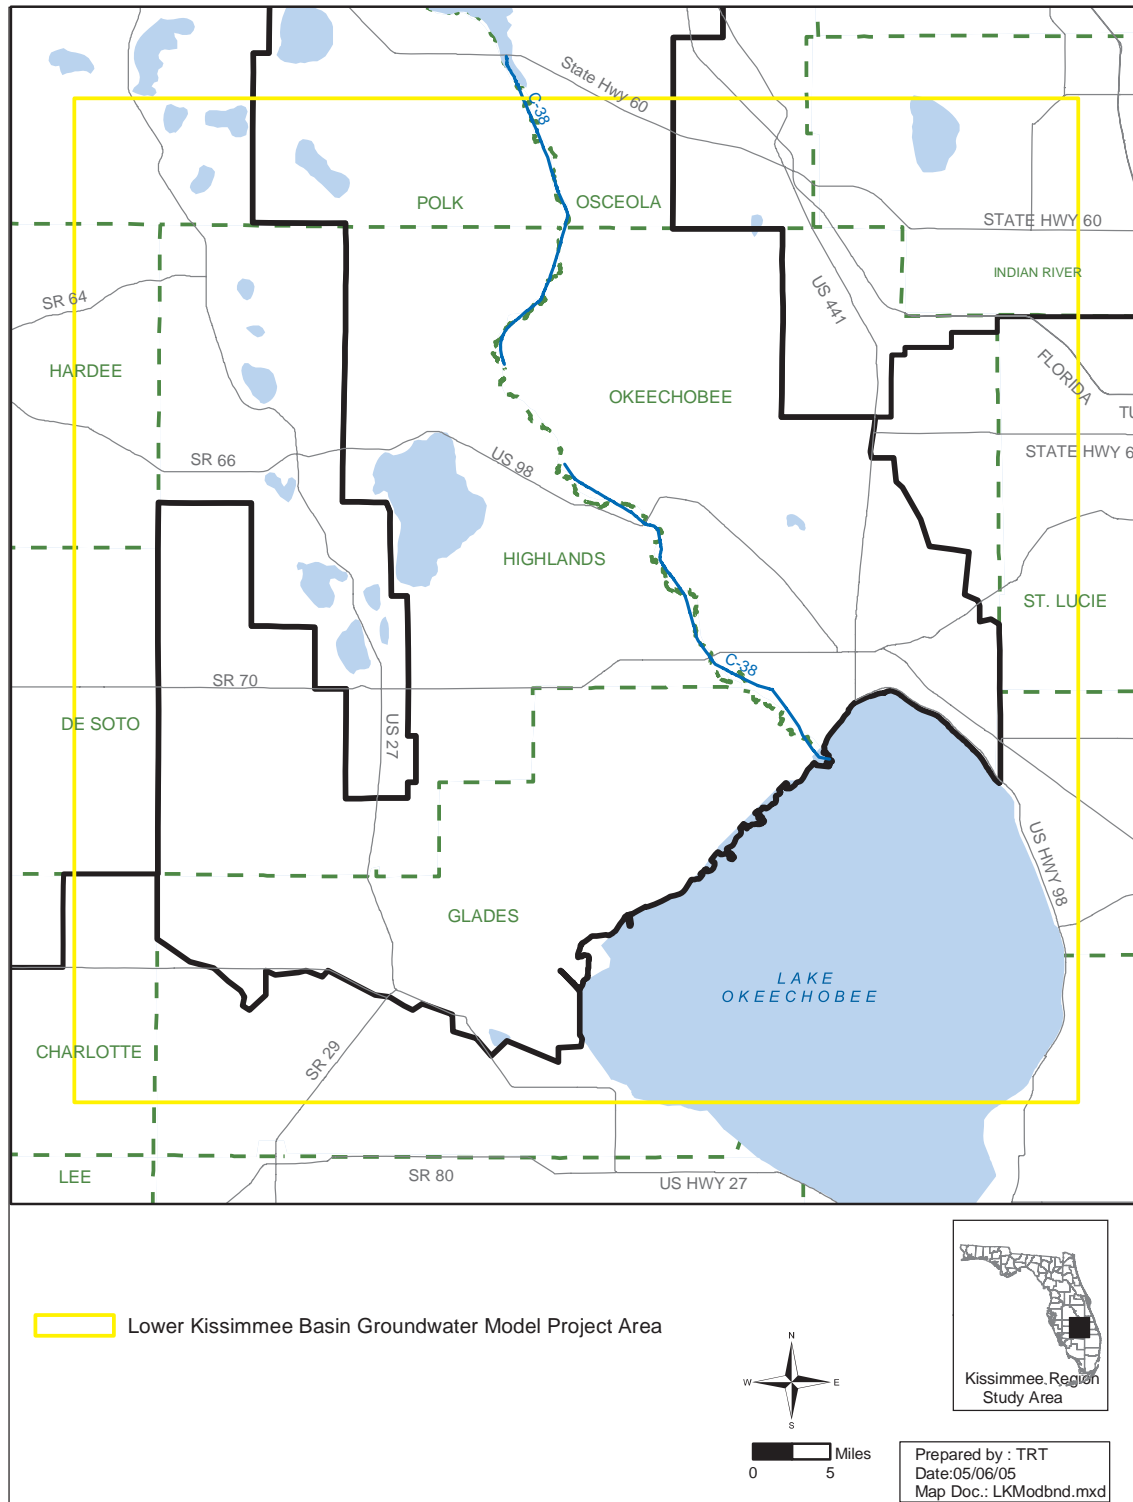 State Hwy 60
C-38
POLK
OSCEOLA
STATE HWY 60
INDIAN RIVER
SR 64
US 441
HARDEE
FLORIDA
OKEECHOBEE
TU
SR 66
US 98
STATE HWY 6
HIGHLANDS
ST. LUCIE
C-38
SR 70
DE SOTO
US 27
US HWY 98
GLADES
LAKE
OKEECHOBEE
CHARLOTTE
SR 29
LEE
SR 80
US HWY 27
Lower Kissimmee Basin Groundwater Model Project Area
N
W
E
S
Kissimmee Region
Study Area
Miles
0 5
Prepared by : TRT
Date:05/06/05
Map Doc.: LKModbnd.mxd